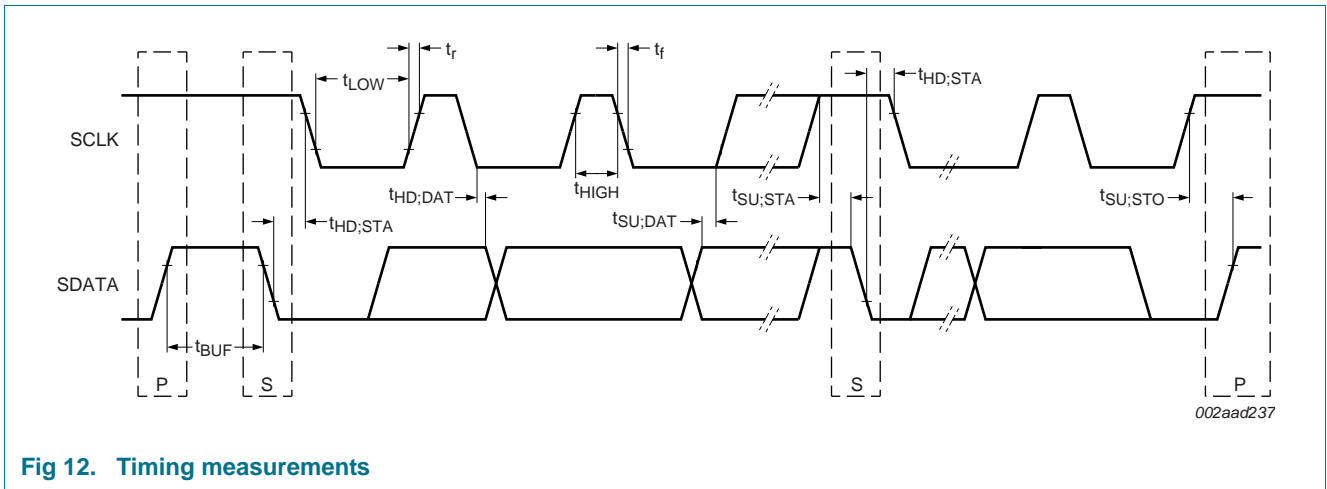 tr
tf
tLOW
tHD;STA
SCLK
tHD;DAT
tHIGH
tSU;STA
tSU;STO
tHD;STA
tSU;DAT
SDATA
tBUF
P
S
S
P
002aad237
Fig 12. Timing measurements